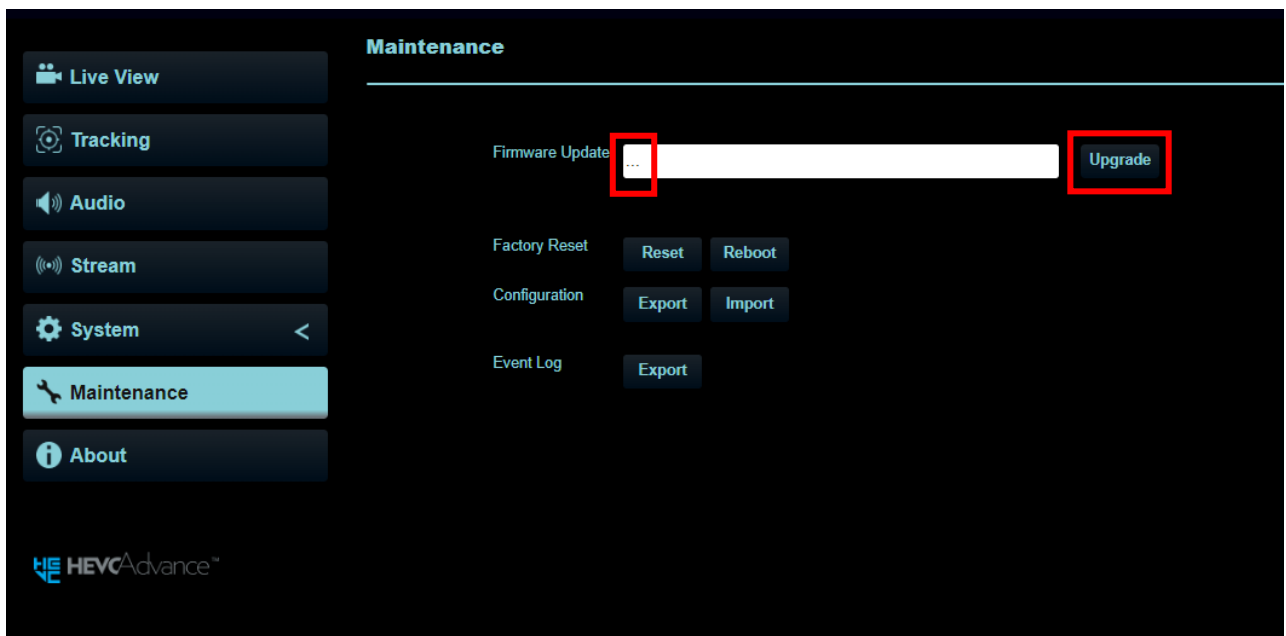 Maintenance
Live View
Tracking
Audio
Stream
System <
Maintenance
About
Firmware Update ... Upgrade
Factory Reset Reset Reboot
Configuration Export Import
Event Log Export
HEVC HEVCAdvance™